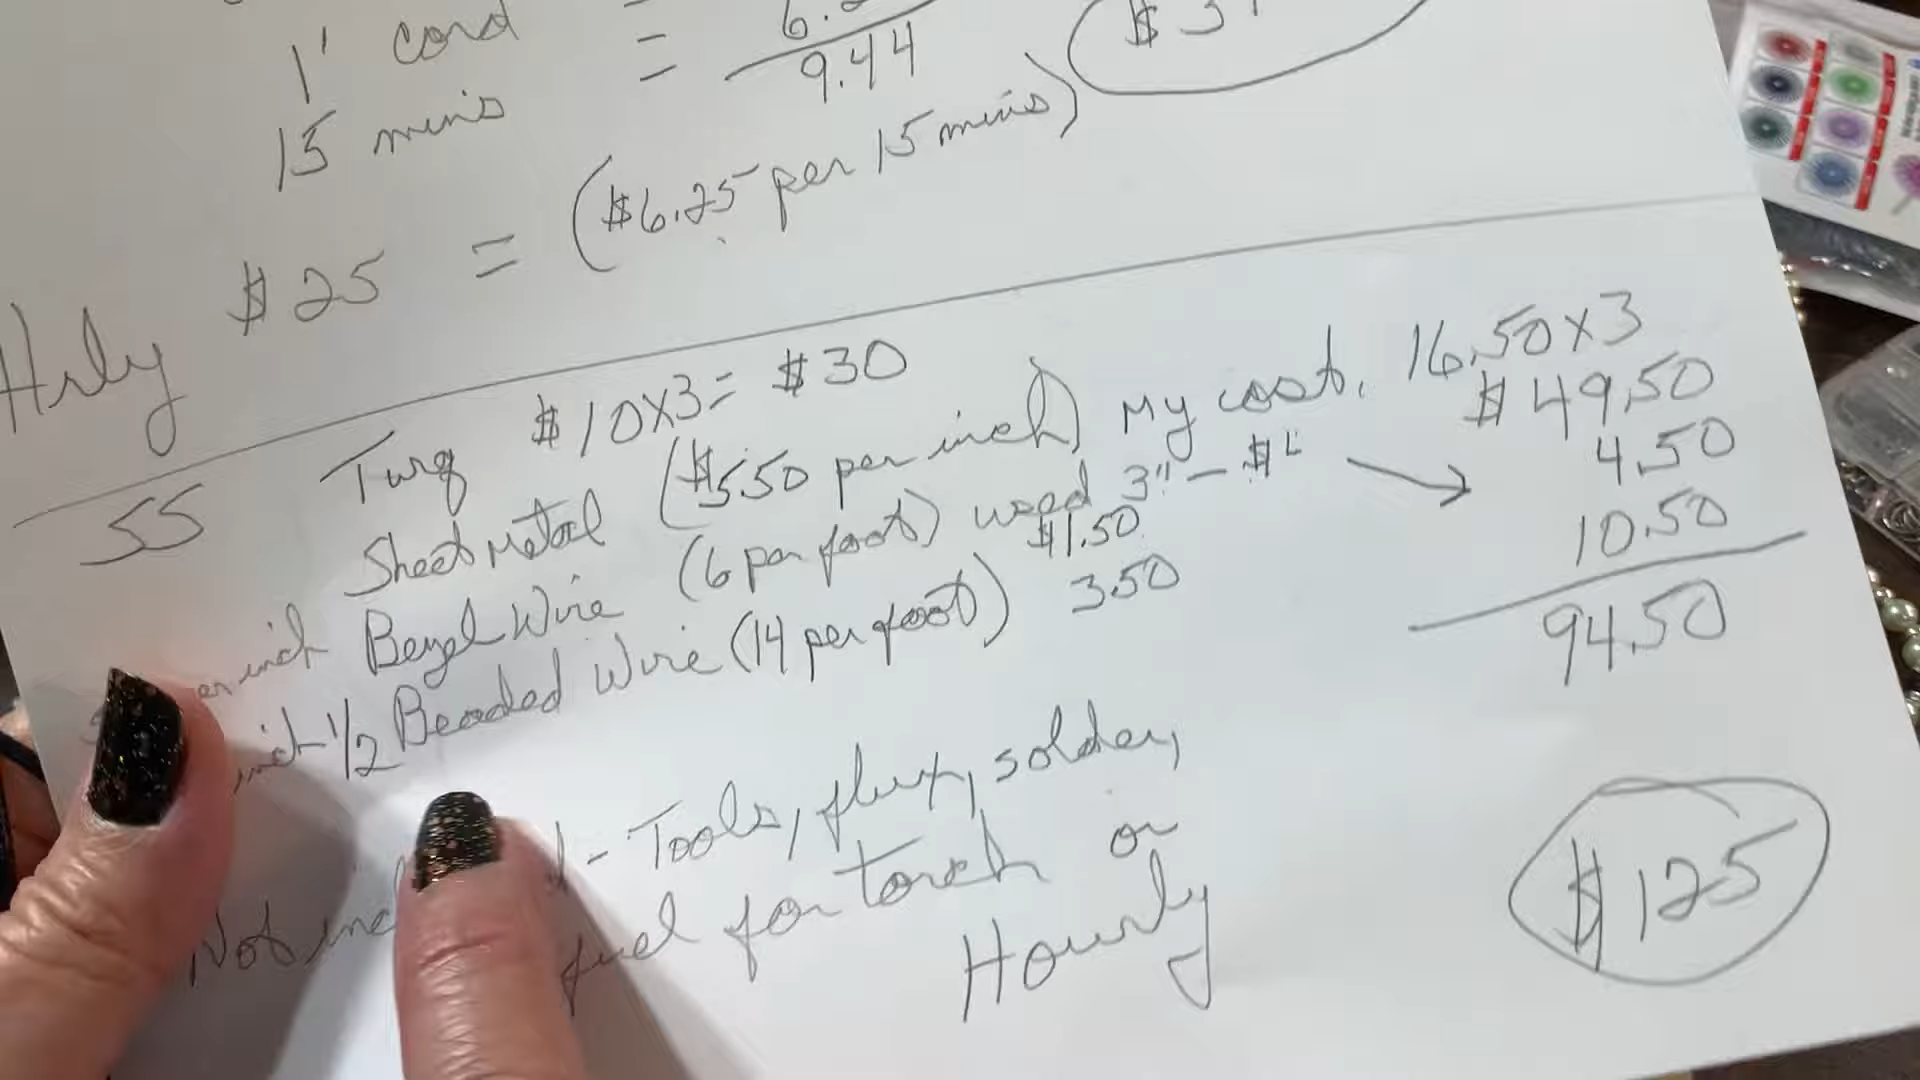 1' cord =
15 mins = 9.44
Hrly $25 = ($6.25 per 15 mins)
SS Turq $10x3= $30
Sheet Metal ($5.50 per inch) My cost. 16.50x3
$49.50
Bezel Wire (6 per foot) used 3" - $1.50
4.50
inch 1/2 Beaded Wire (14 per foot) 3.50
10.50
94.50
Not - Tools, flux, solder,
fuel for torch or
Hourly
$125